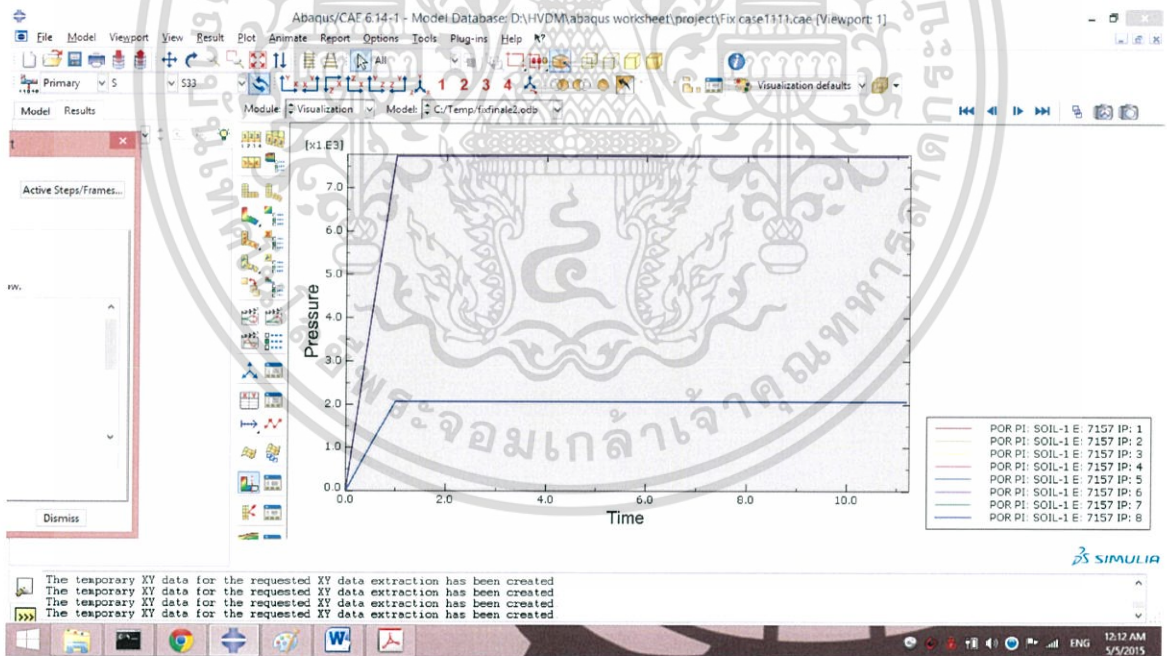 Abaqus/CAE 6.14-1 - Model Database: D:\HVDM\abaqus worksheet\project\Fix case1111.cae [Viewport: 1]
File Model Viewport View Result Plot Animate Report Options Tools Plug-ins Help
All
1 2 3 4
Primary S S33
Visualization defaults
Model Results
Module: Visualization Model: C:/Temp/fixfinale2.odb
Active Steps/Frames...
Dismiss
[x1.E3]
7.0
6.0
5.0
4.0
3.0
2.0
1.0
0.0
Pressure
0.0 2.0 4.0 6.0 8.0 10.0
Time
POR PI: SOIL-1 E: 7157 IP: 1
POR PI: SOIL-1 E: 7157 IP: 2
POR PI: SOIL-1 E: 7157 IP: 3
POR PI: SOIL-1 E: 7157 IP: 4
POR PI: SOIL-1 E: 7157 IP: 5
POR PI: SOIL-1 E: 7157 IP: 6
POR PI: SOIL-1 E: 7157 IP: 7
POR PI: SOIL-1 E: 7157 IP: 8
SIMULIA
The temporary XY data for the requested XY data extraction has been created
The temporary XY data for the requested XY data extraction has been created
The temporary XY data for the requested XY data extraction has been created
The temporary XY data for the requested XY data extraction has been created
ENG
12:12 AM
5/5/2015